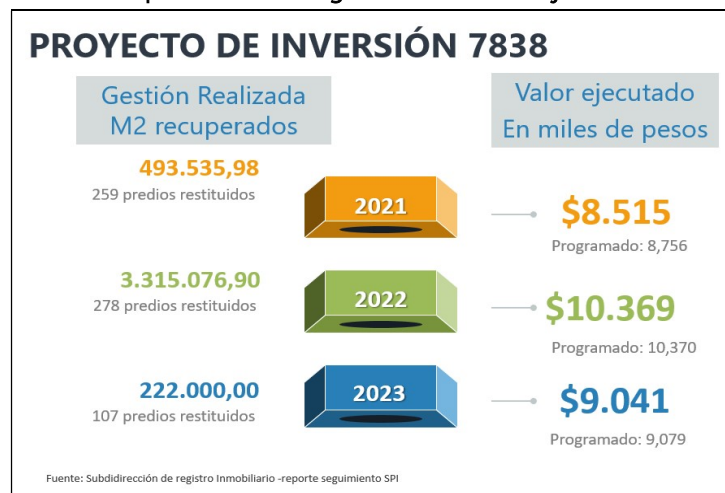 PROYECTO DE INVERSIÓN 7838
Gestión Realizada
M2 recuperados
Valor ejecutado
En miles de pesos
493.535,98
259 predios restituidos
2021
$8.515
Programado: 8,756
3.315.076,90
278 predios restituidos
2022
$10.369
Programado: 10,370
222.000,00
107 predios restituidos
2023
$9.041
Programado: 9,079
Fuente: Subdidirección de registro Inmobiliario -reporte seguimiento SPI